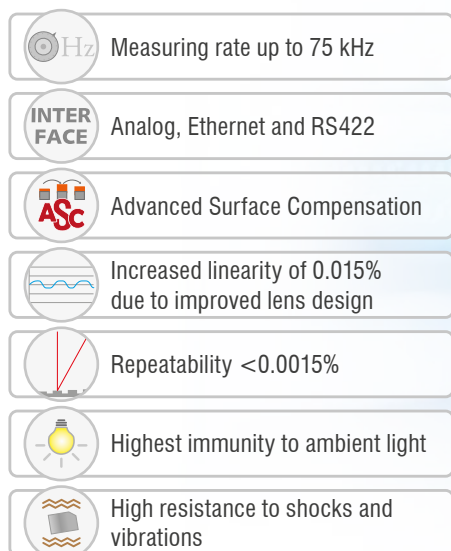 Hz
Measuring rate up to 75 kHz
INTER
FACE
Analog, Ethernet and RS422
ASC
Advanced Surface Compensation
Increased linearity of 0.015%
due to improved lens design
Repeatability <0.0015%
Highest immunity to ambient light
High resistance to shocks and
vibrations